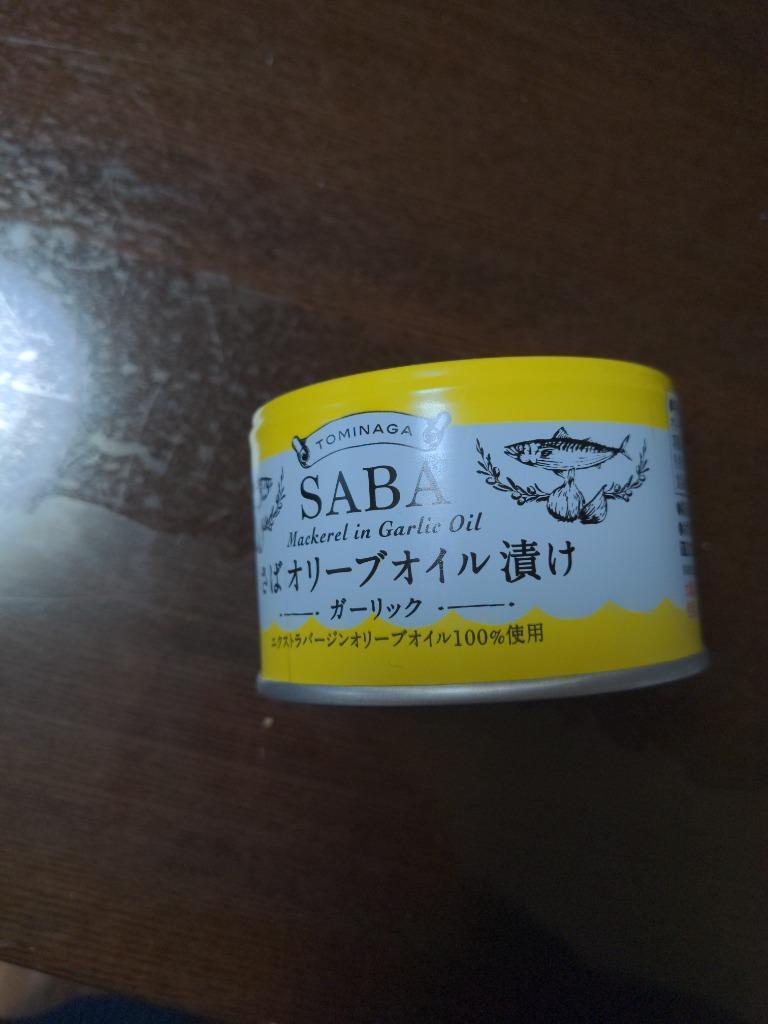 TOMINAGA
SABA
Mackerel in Garlic Oil
さばオリーブオイル漬け
ガーリック
エクストラバージンオリーブオイル100%使用